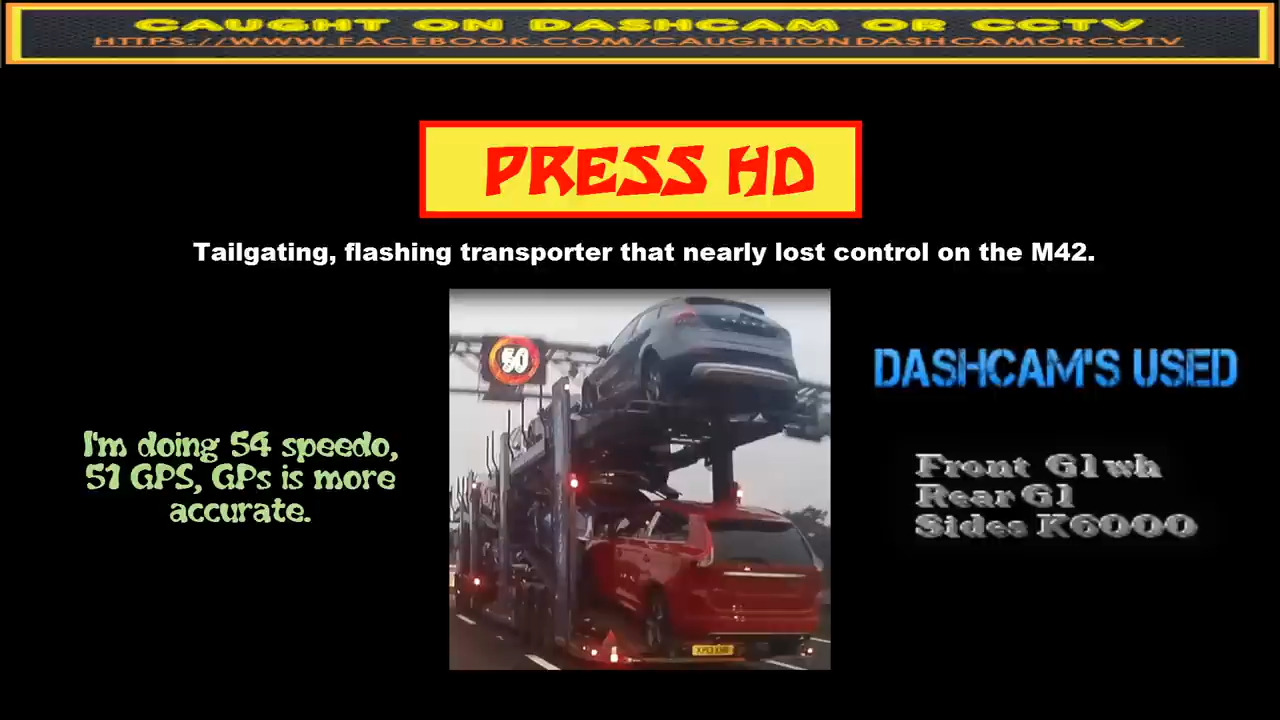 CAUGHT ON DASHCAM OR CCTV
HTTPS://WWW.FACEBOOK.COM/CAUGHTONDASHCAMORCCTV
PRESS HD
Tailgating, flashing transporter that nearly lost control on the M42.
50
DASHCAM'S USED
I'm doing 54 speedo,
51 GPS, GPs is more
accurate.
Front G1wh
Rear G1
Sides K6000